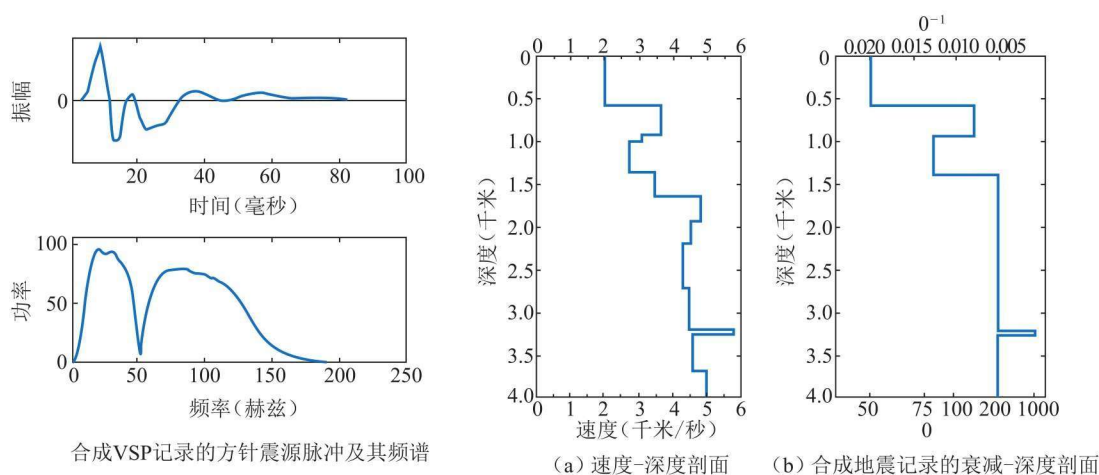 振幅
0
20
40
60
80
100
时间(毫秒)
功率
100
50
0
0
50
100
150
200
250
频率(赫兹)
合成VSP记录的方针震源脉冲及其频谱
0 1 2 3 4 5 6
深度(千米)
0
0.5
1.0
1.5
2.0
2.5
3.0
3.5
4.0
0 1 2 3 4 5 6
速度(千米/秒)
(a)速度-深度剖面
0⁻¹
0.020 0.015 0.010 0.005
深度(千米)
0
0.5
1.0
1.5
2.0
2.5
3.0
3.5
4.0
50 75 100 200 1000
0
(b)合成地震记录的衰减-深度剖面